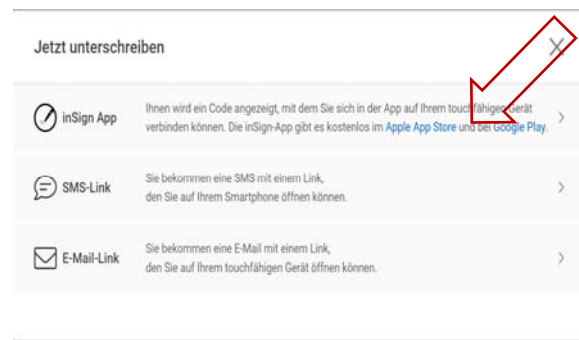 Jetzt unterschreiben
inSign App
Ihnen wird ein Code angezeigt, mit dem Sie sich in der App auf Ihrem touchfähigen Gerät
verbinden können. Die inSign-App gibt es kostenlos im Apple App Store und bei Google Play.
SMS-Link
Sie bekommen eine SMS mit einem Link,
den Sie auf Ihrem Smartphone öffnen können.
E-Mail-Link
Sie bekommen eine E-Mail mit einem Link,
den Sie auf Ihrem touchfähigen Gerät öffnen können.